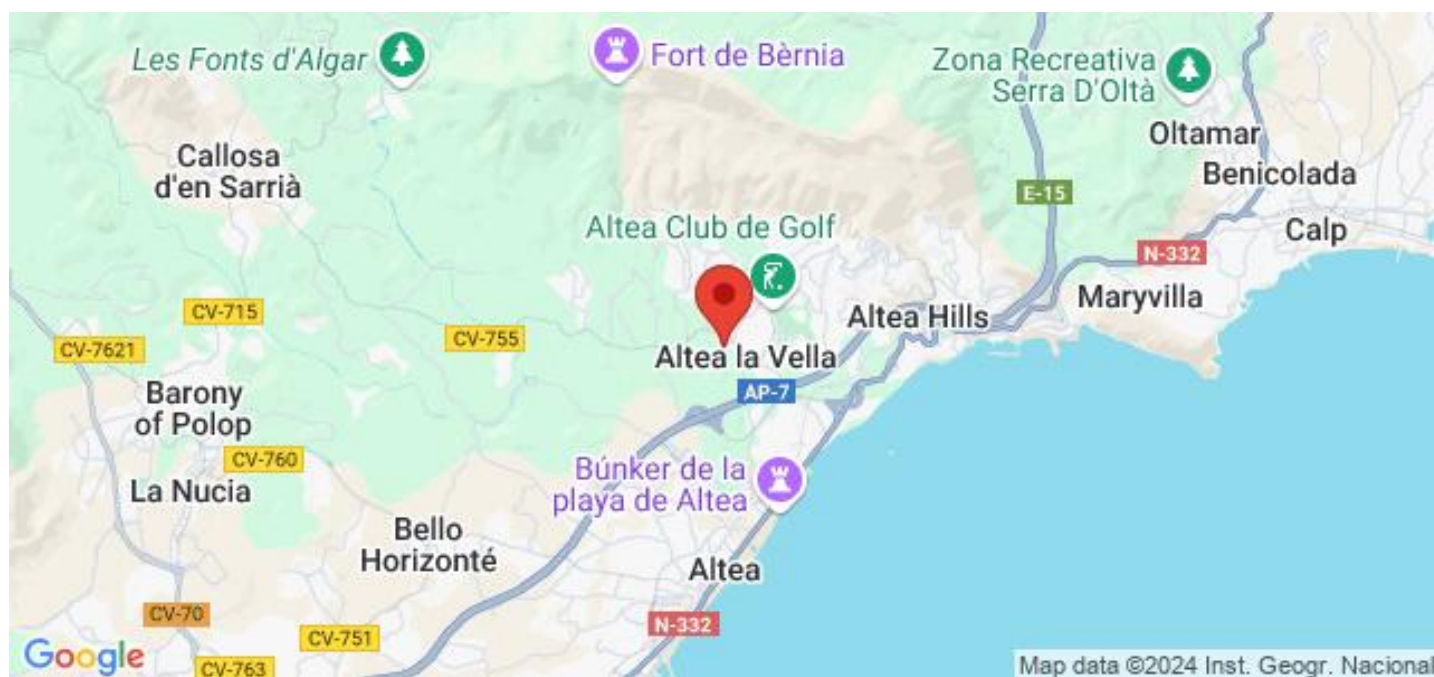 Les Fonts d'Algar
Fort de Bèrnia
Zona Recreativa
Serra D'Oltà
Oltamar
Callosa
d'en Sarrià
Benicolada
E-15
Altea Club de Golf
Calp
N-332
Maryvilla
CV-715
Altea Hills
CV-755
CV-7621
Altea la Vella
AP-7
Barony
of Polop
CV-760
La Nucia
Búnker de la
playa de Altea
Bello
Horizonté
Altea
CV-70
N-332
CV-751
Google
CV-763
Map data ©2024 Inst. Geogr. Nacional